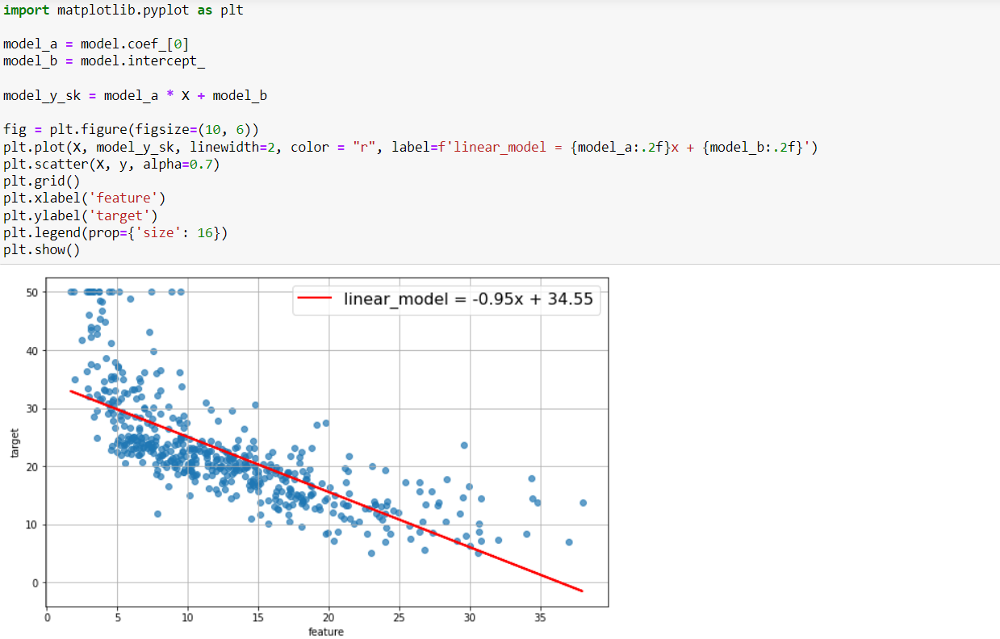 import matplotlib.pyplot as plt
model_a = model.coef_[0]
model_b = model.intercept_
model_y_sk = model_a * X + model_b
fig = plt.figure(figsize=(10, 6))
plt.plot(X, model_y_sk, linewidth=2, color = "r", label=f'linear_model = {model_a:.2f}x + {model_b:.2f}')
plt.scatter(X, y, alpha=0.7)
plt.grid()
plt.xlabel('feature')
plt.ylabel('target')
plt.legend(prop={'size': 16})
plt.show()
linear_model = -0.95x + 34.55
50
40
30
20
10
0
target
0 5 10 15 20 25 30 35
feature